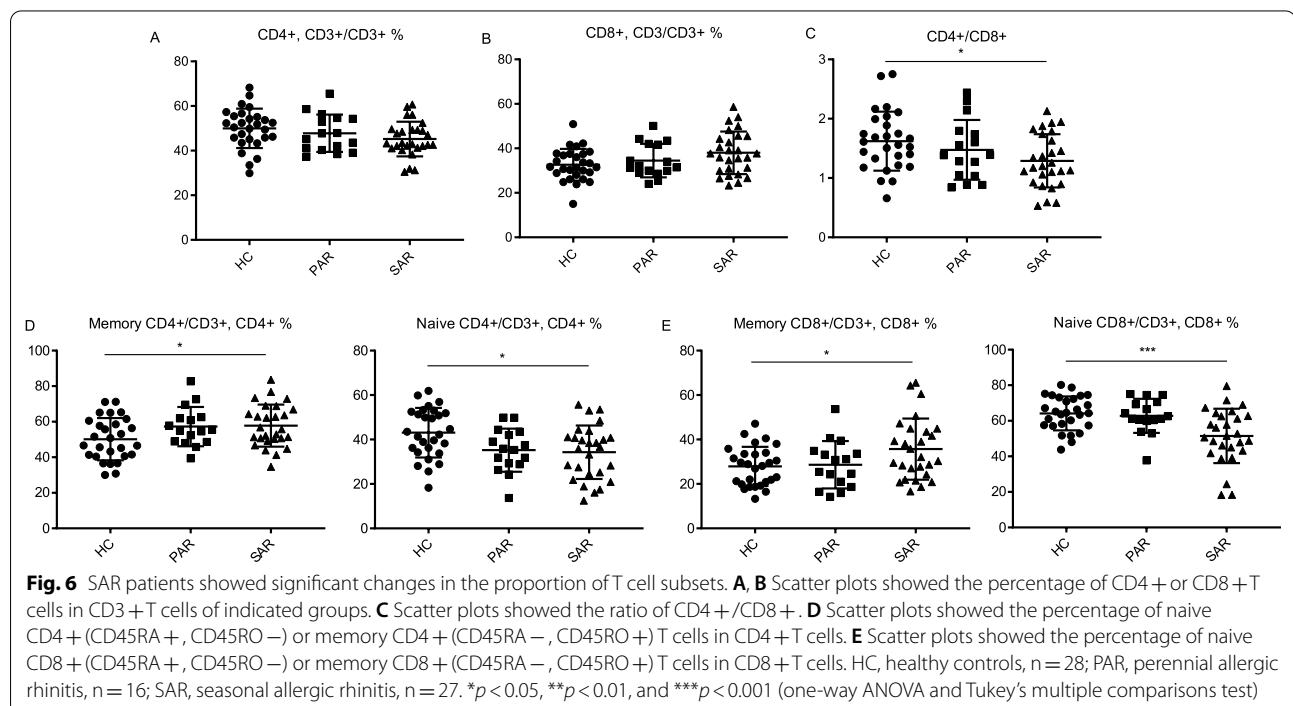 A
CD4+, CD3+/CD3+ %
80
60
40
20
0
HC
PAR
SAR
B
CD8+, CD3/CD3+ %
80
60
40
20
0
HC
PAR
SAR
C
CD4+/CD8+
*
3
2
1
0
HC
PAR
SAR
D
Memory CD4+/CD3+, CD4+ %
*
100
80
60
40
20
0
HC
PAR
SAR
Naive CD4+/CD3+, CD4+ %
*
80
60
40
20
0
HC
PAR
SAR
E
Memory CD8+/CD3+, CD8+ %
*
80
60
40
20
0
HC
PAR
SAR
Naive CD8+/CD3+, CD8+ %
***
100
80
60
40
20
0
HC
PAR
SAR
Fig. 6 SAR patients showed significant changes in the proportion of T cell subsets. A, B Scatter plots showed the percentage of CD4 + or CD8 + T
cells in CD3 + T cells of indicated groups. C Scatter plots showed the ratio of CD4 +/CD8 +. D Scatter plots showed the percentage of naive
CD4 + (CD45RA +, CD45RO −) or memory CD4 + (CD45RA −, CD45RO +) T cells in CD4 + T cells. E Scatter plots showed the percentage of naive
CD8 + (CD45RA +, CD45RO −) or memory CD8 + (CD45RA −, CD45RO +) T cells in CD8 + T cells. HC, healthy controls, n = 28; PAR, perennial allergic
rhinitis, n = 16; SAR, seasonal allergic rhinitis, n = 27. *p < 0.05, **p < 0.01, and ***p < 0.001 (one-way ANOVA and Tukey's multiple comparisons test)